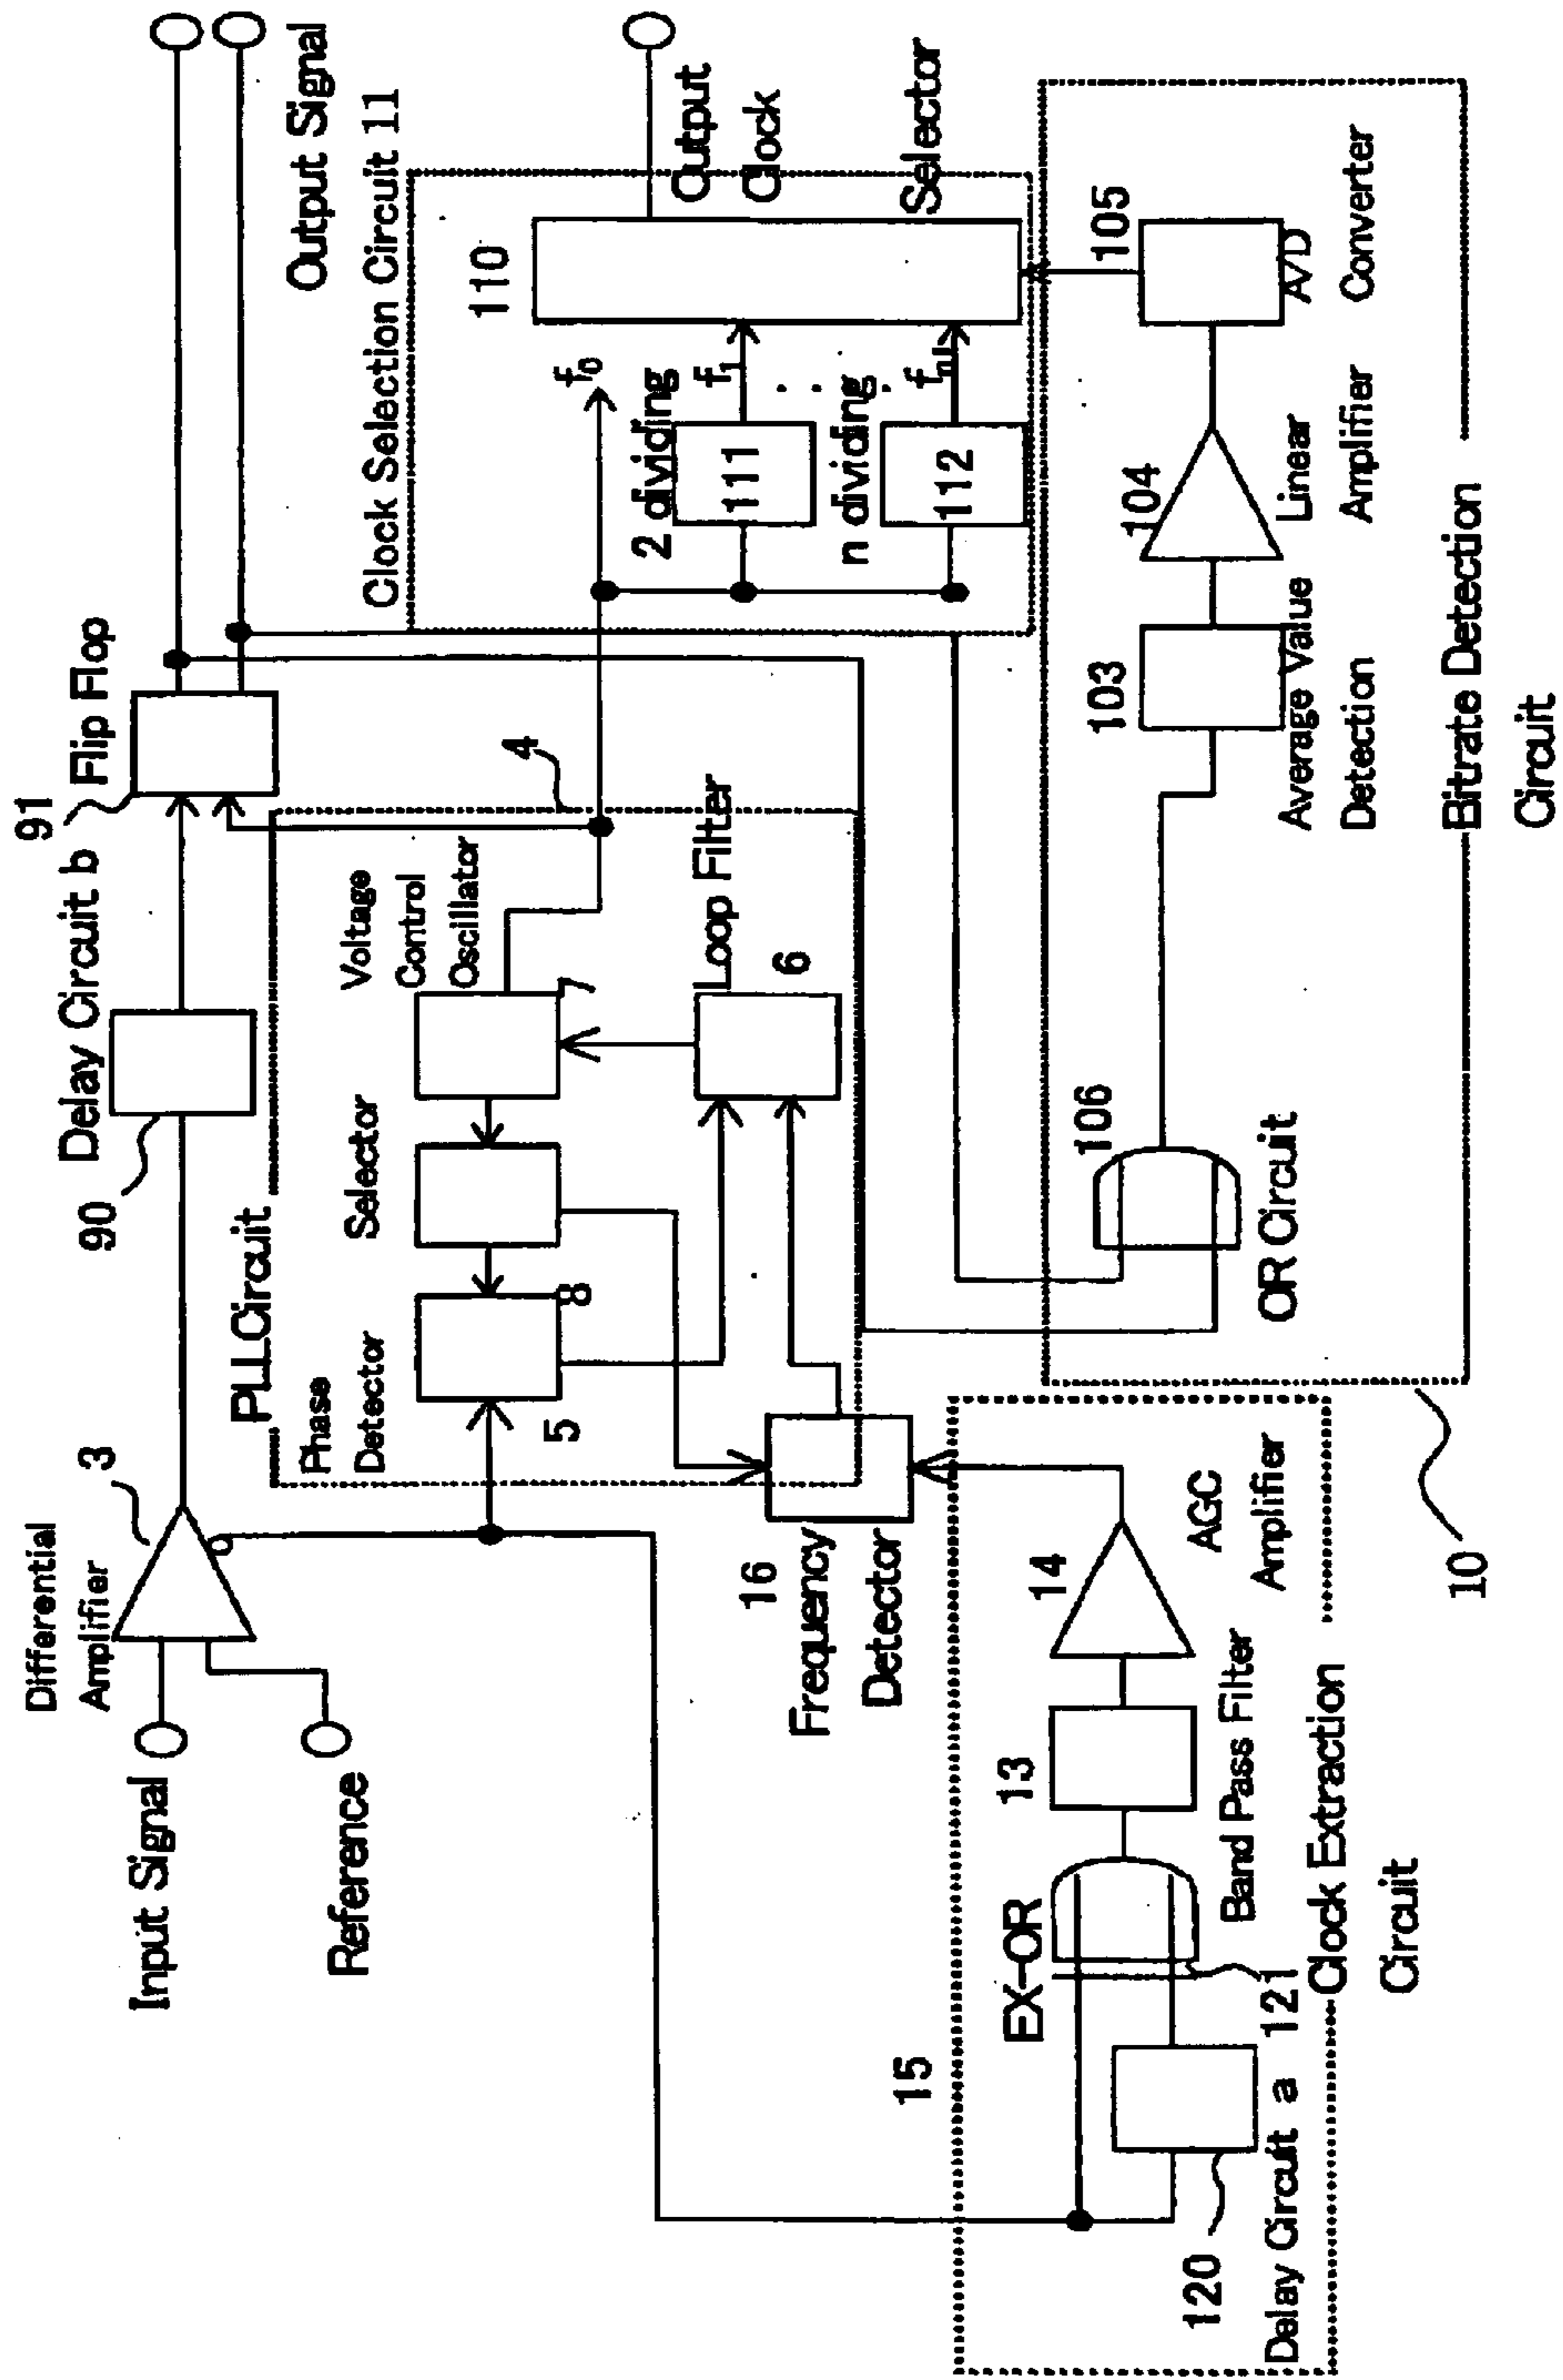 Input Signal
Reference
Differential
Amplifier
3
90
Delay Circuit b
91
Flip Flop
Output Signal
PLLCircuit
Phase
Detector
5
8
Selector
Voltage
Control
Oscillator
7
Loop Filter
6
4
Clock Selection Circuit 11
f0
2 dividing
111
f1
n dividing
112
fn
110
Output
Clock
Selector
16
Frequency
Detector
15
EX-OR
120
Delay Circuit a
121
13
Band Pass Filter
14
AGC
Amplifier
Clock Extraction
Circuit
10
106
OR Circuit
103
Average Value
Detection
104
Linear
Amplifier
105
A/D
Converter
Bitrate Detection
Circuit